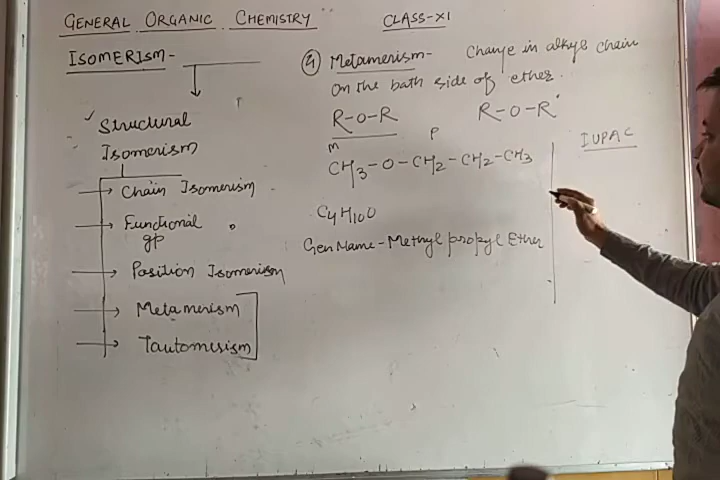 GENERAL ORGANIC CHEMISTRY CLASS-XI
ISOMERISM-
Structural
Isomerism
Chain Isomerism
Functional
gp
Position Isomerism
Metamerism
Tautomerism
4 Metamerism- Change in alkyl chain
on the bath side of ether.
R-O-R R-O-R'
M P
CH3-O-CH2-CH2-CH3
C4H10O
Gen Name-Methyl propyl Ether
IUPAC